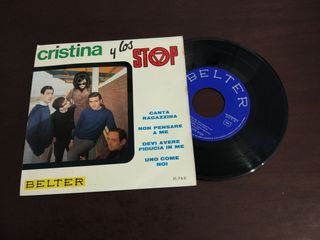 cristina y los STOP
CANTA
RAGAZZINA
NON PENSARE
A ME
DEVI AVERE
FIDUCIA IN ME
UNO COME
NOI
BELTER
BELTER